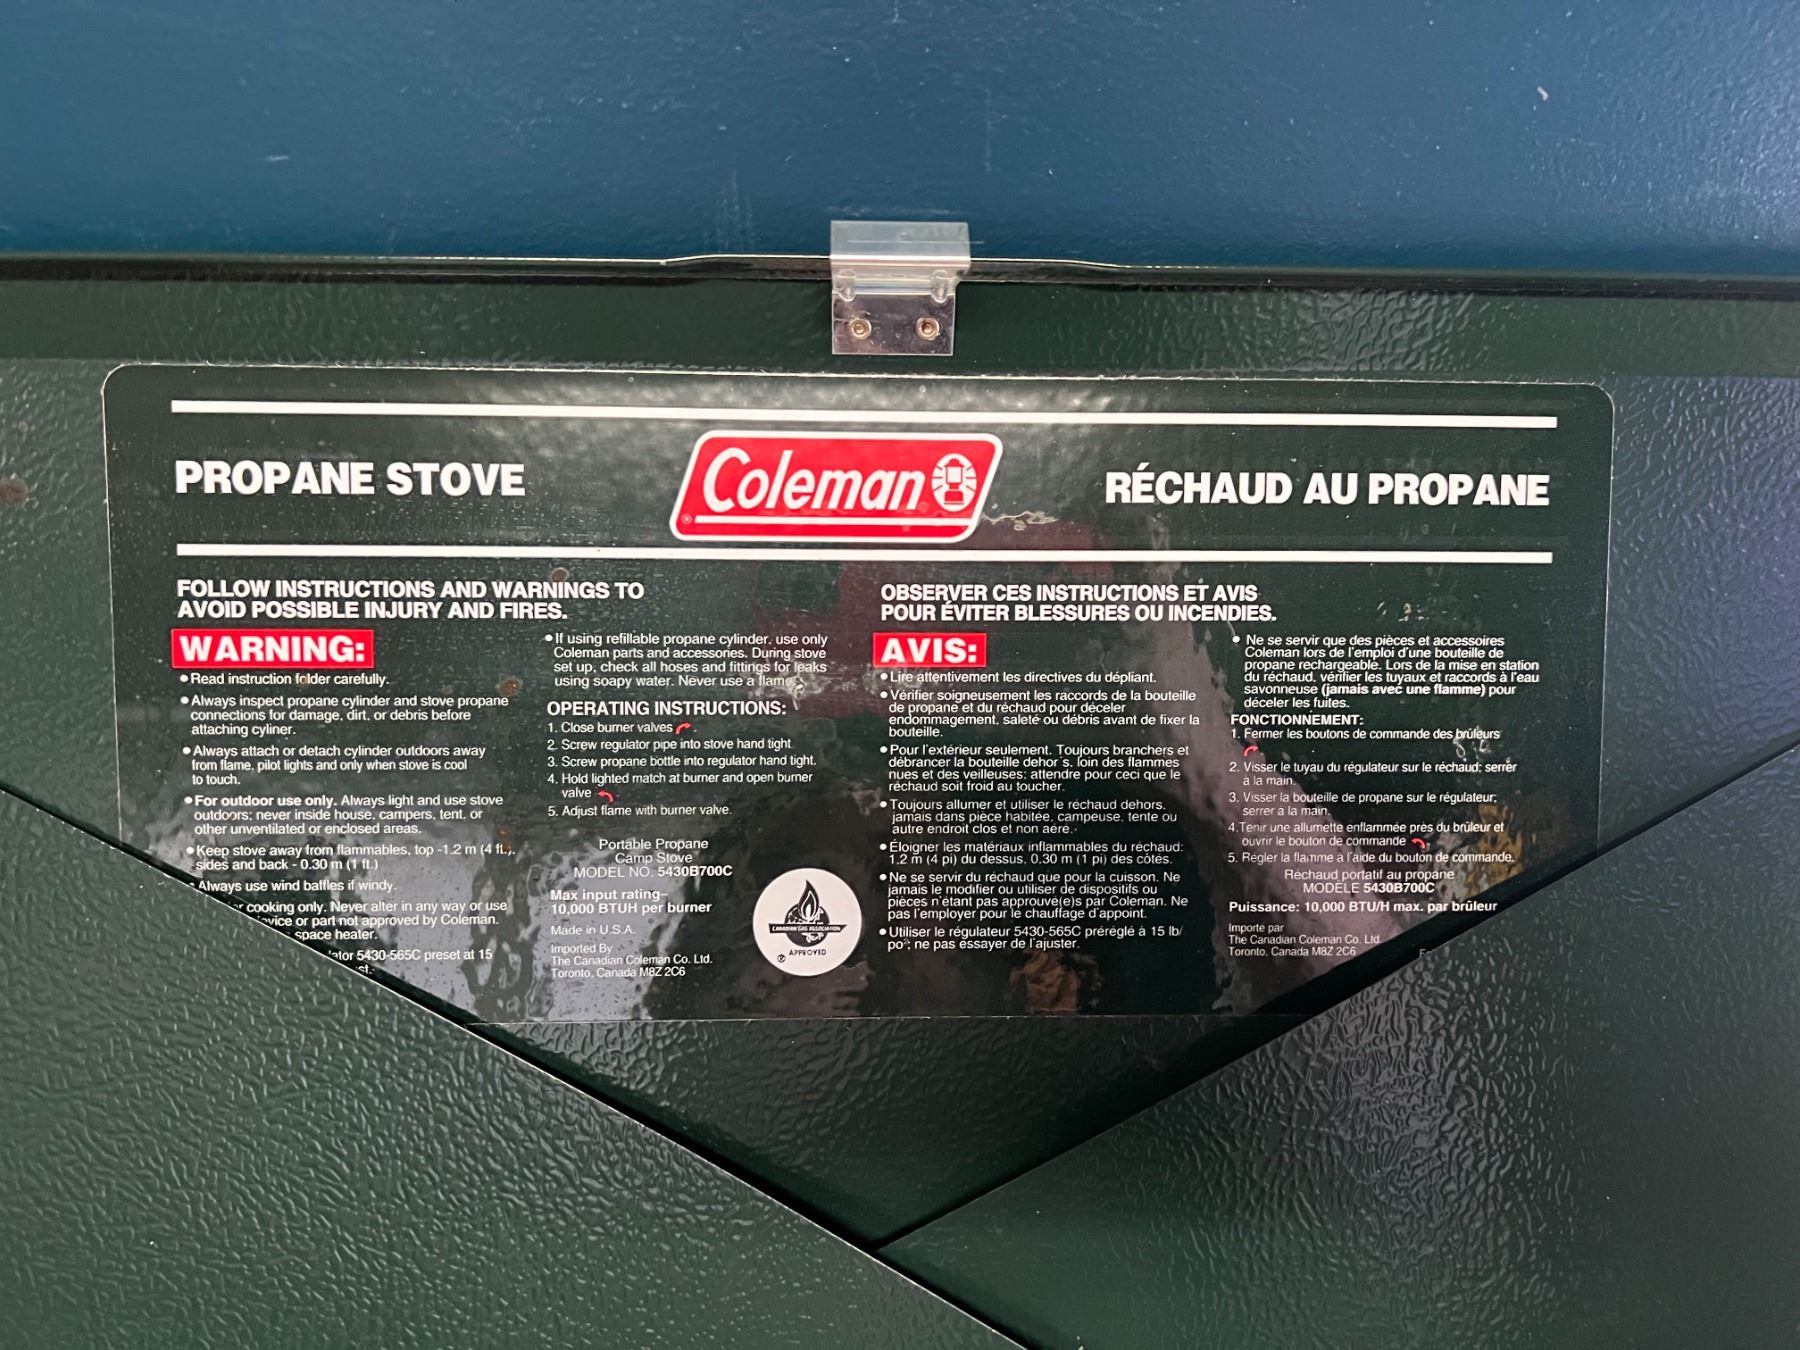 PROPANE STOVE
Coleman
®
RÉCHAUD AU PROPANE
FOLLOW INSTRUCTIONS AND WARNINGS TO
AVOID POSSIBLE INJURY AND FIRES.
WARNING:
• Read instruction folder carefully.
• Always inspect propane cylinder and stove propane
connections for damage, dirt, or debris before
attaching cyliner.
• Always attach or detach cylinder outdoors away
from flame, pilot lights and only when stove is cool
to touch.
• For outdoor use only. Always light and use stove
outdoors; never inside house, campers, tent, or
other unventilated or enclosed areas.
• Keep stove away from flammables, top -1.2 m (4 ft.),
sides and back - 0.30 m (1 ft.)
Always use wind baffles if windy.
cooking only. Never alter in any way or use
or part not approved by Coleman.
space heater.
5430-565C preset at 15
• If using refillable propane cylinder, use only
Coleman parts and accessories. During stove
set up, check all hoses and fittings for leaks
using soapy water. Never use a flame.
OPERATING INSTRUCTIONS:
1. Close burner valves
2. Screw regulator pipe into stove hand tight
3. Screw propane bottle into regulator hand tight.
4. Hold lighted match at burner and open burner
valve
5. Adjust flame with burner valve.
Portable Propane
Camp Stove
MODEL NO. 5430B700C
Max input rating–
10,000 BTUH per burner
Made in U.S.A.
Imported By
The Canadian Coleman Co. Ltd.
Toronto, Canada M8Z 2C6
CANADIAN GAS ASSOCIATION
® APPROVED
OBSERVER CES INSTRUCTIONS ET AVIS
POUR ÉVITER BLESSURES OU INCENDIES.
AVIS:
• Lire attentivement les directives du dépliant.
• Vérifier soigneusement les raccords de la bouteille
de propane et du réchaud pour déceler
endommagement, saleté ou débris avant de fixer la
bouteille.
• Pour l'extérieur seulement. Toujours branchers et
débrancer la bouteille dehor's, loin des flammes
nues et des veilleuses; attendre pour ceci que le
réchaud soit froid au toucher.
• Toujours allumer et utiliser le réchaud dehors,
jamais dans pièce habitée, campeuse, tente ou
autre endroit clos et non aéré.
• Éloigner les matériaux inflammables du réchaud:
1.2 m (4 pi) du dessus, 0.30 m (1 pi) des côtés.
• Ne se servir du réchaud que pour la cuisson. Ne
jamais le modifier ou utiliser de dispositifs ou
pièces n'étant pas approuve(e)s par Coleman. Ne
pas l'employer pour le chauffage d'appoint.
• Utiliser le régulateur 5430-565C préréglé à 15 lb/
po²; ne pas essayer de l'ajuster.
• Ne se servir que des pièces et accessoires
Coleman lors de l'emploi d'une bouteille de
propane rechargeable. Lors de la mise en station
du réchaud, vérifier les tuyaux et raccords à l'eau
savonneuse (jamais avec une flamme) pour
déceler les fuites.
FONCTIONNEMENT:
1. Fermer les boutons de commande des brûleurs
2. Visser le tuyau du régulateur sur le réchaud; serrer
à la main.
3. Visser la bouteille de propane sur le régulateur;
serrer a la main.
4.Tenir une allumette enflammée près du brûleur et
ouvrir le bouton de commande
5. Régler la flamme à l'aide du bouton de commande.
Réchaud portatif au propane
MODÈLE 5430B700C
Puissance: 10,000 BTU/H max. par brûleur
Importe par
The Canadian Coleman Co. Ltd.
Toronto, Canada M8Z 2C6